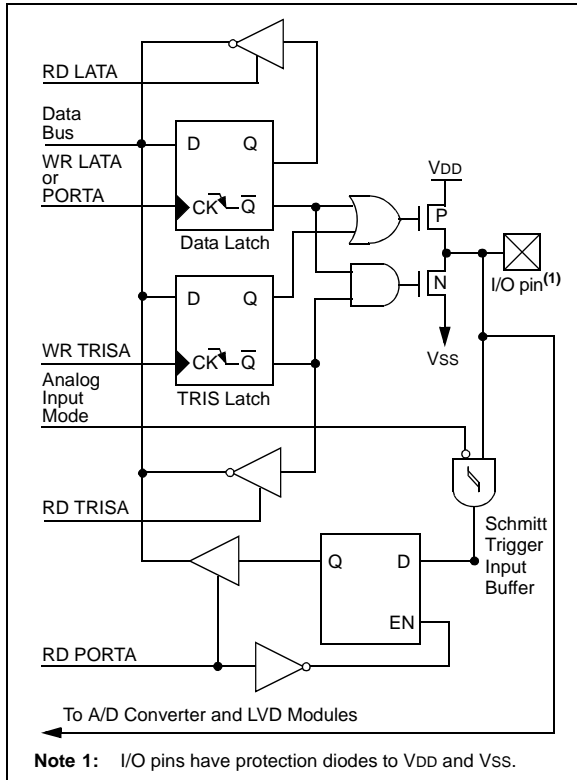 RD LATA
Data
Bus
D Q
WR LATA
or
PORTA
CK Q
Data Latch
VDD
P
I/O pin(1)
N
VSS
D Q
WR TRISA
CK Q
TRIS Latch
Analog
Input
Mode
RD TRISA
Schmitt
Trigger
Input
Buffer
Q D
EN
RD PORTA
To A/D Converter and LVD Modules
Note 1: I/O pins have protection diodes to VDD and VSS.